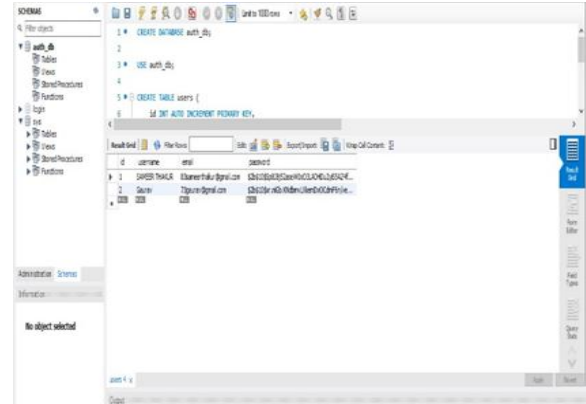 SCHEMAS
Filter objects
auth_db
Tables
Views
Stored Procedures
Functions
login
sys
Tables
Views
Stored Procedures
Functions
Administration Schemas
Information
No object selected
Limit to 1000 rows
1 CREATE DATABASE auth_db;
2
3 USE auth_db;
4
5 CREATE TABLE users (
6 id INT AUTO_INCREMENT PRIMARY KEY,
Result Grid Filter Rows: Edit: Export/Import: Wrap Cell Content:
id username email password
1 SAMEER THAKUR
2 Gaurav
NULL NULL NULL NULL
Result Grid
Form Editor
Field Types
Query Stats
users 4 x
Apply Revert
Output